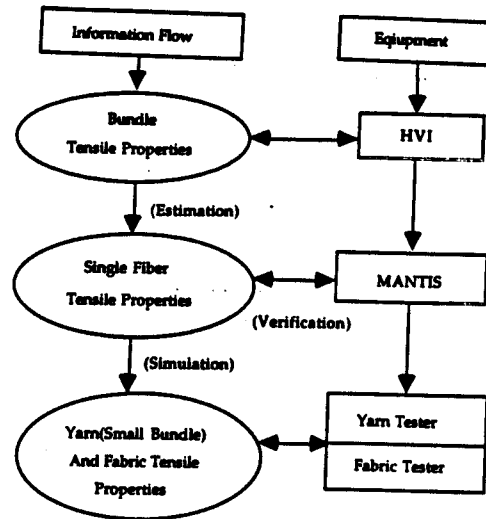 Information Flow
Eqiupment
Bundle
Tensile Properties
HVI
(Estimation)
Single Fiber
Tensile Properties
MANTIS
(Verification)
(Simulation)
Yarn(Small Bundle)
And Fabric Tensile
Properties
Yarn Tester
Fabric Tester